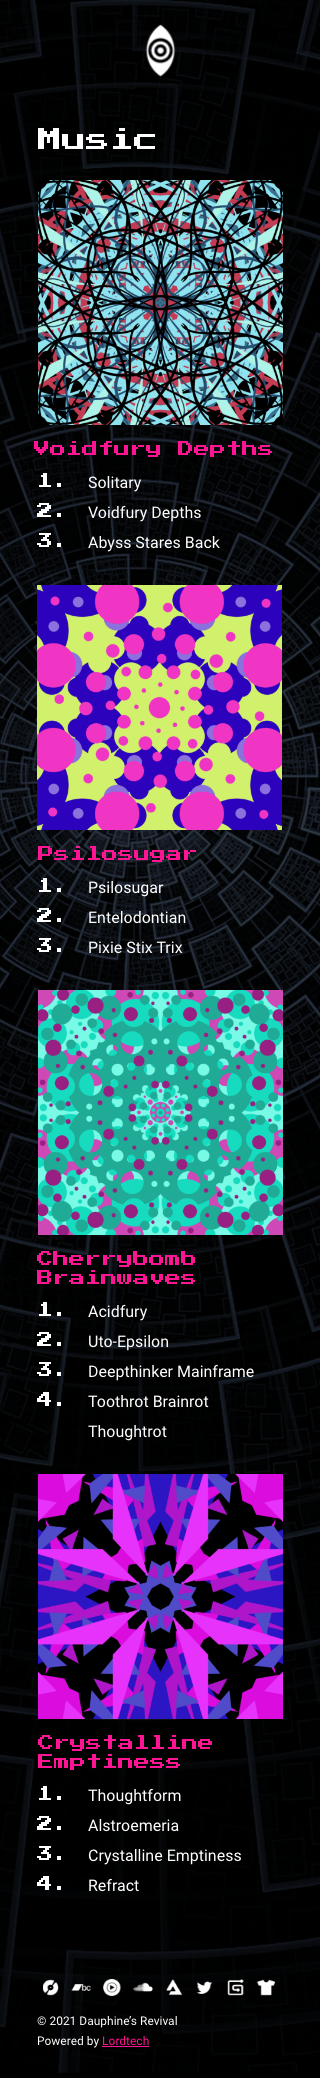 Music
Voidfury Depths
1. Solitary
2. Voidfury Depths
3. Abyss Stares Back
Psilosugar
1. Psilosugar
2. Entelodontian
3. Pixie Stix Trix
Cherrybomb
Brainwaves
1. Acidfury
2. Uto-Epsilon
3. Deepthinker Mainframe
4. Toothrot Brainrot
Thoughtrot
Crystalline
Emptiness
1. Thoughtform
2. Alstroemeria
3. Crystalline Emptiness
4. Refract
bc
© 2021 Dauphine’s Revival
Powered by Lordtech